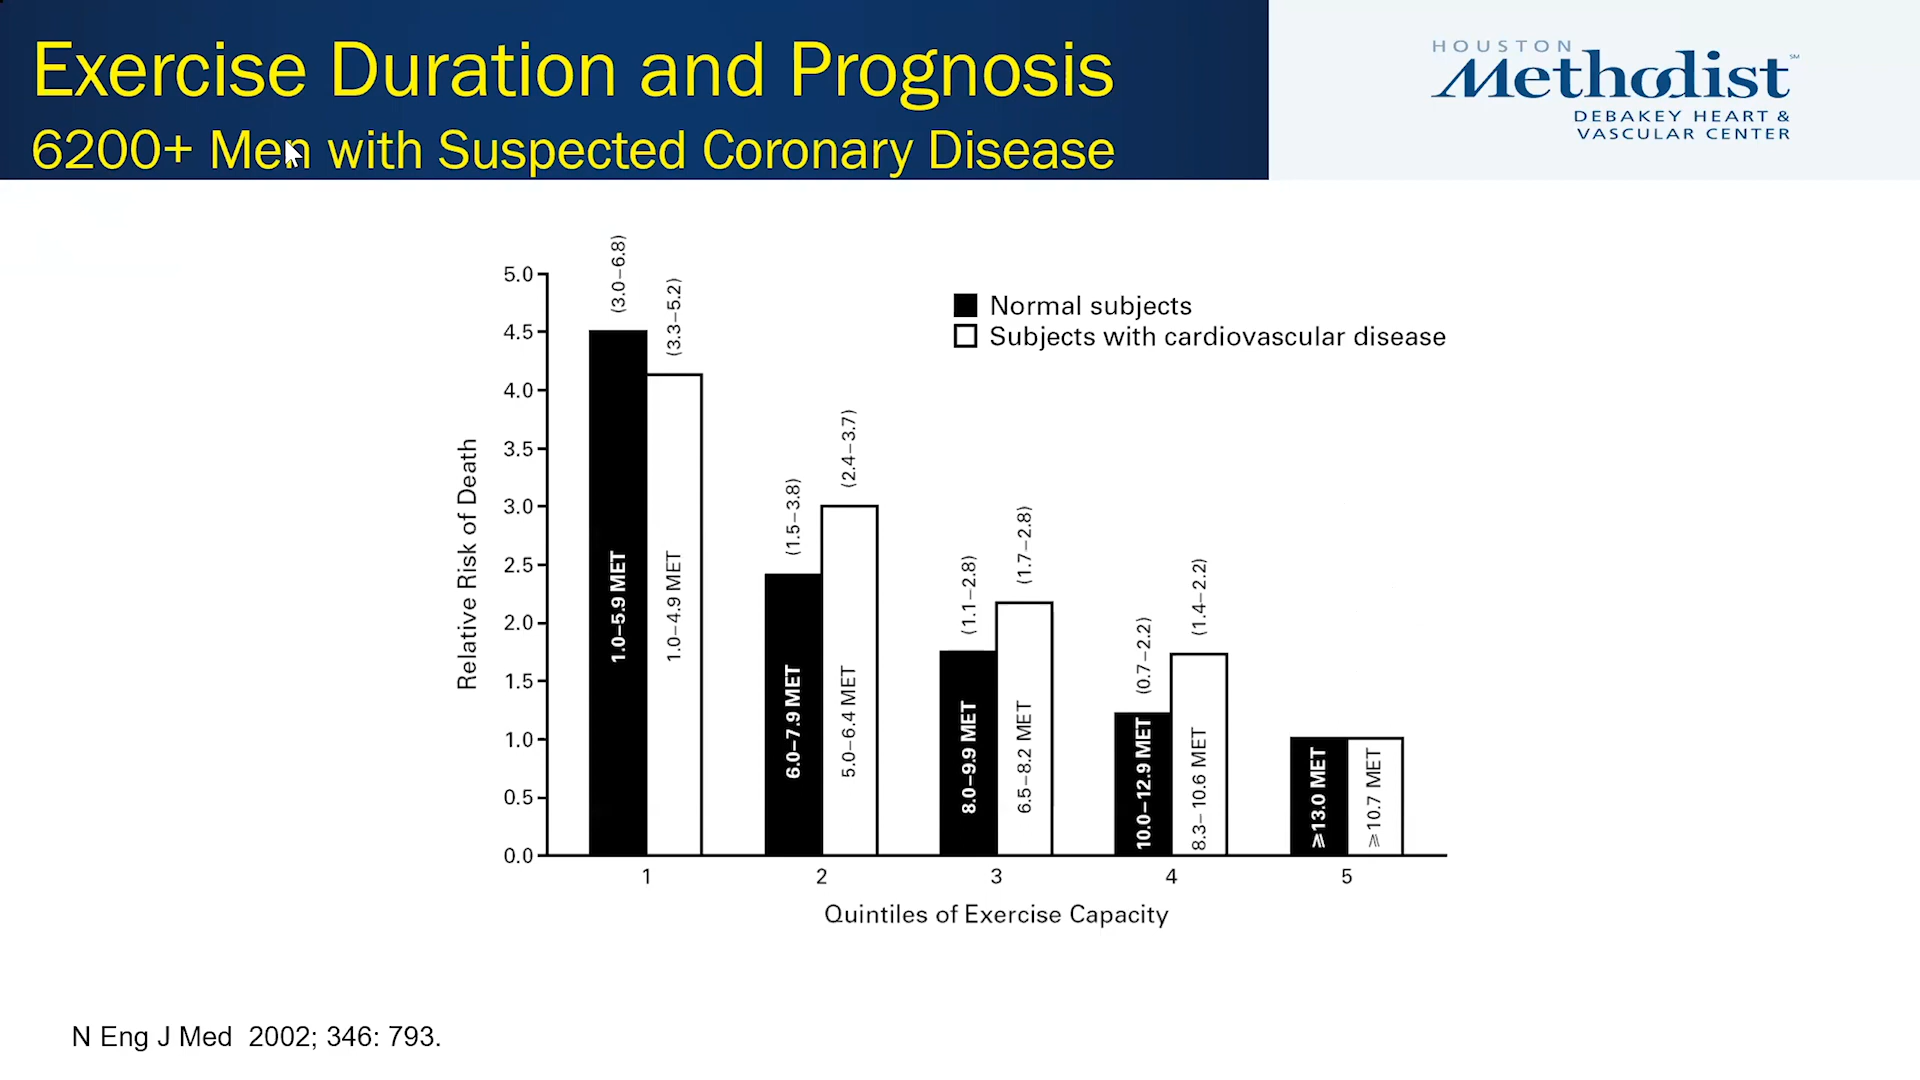 Exercise Duration and Prognosis
6200+ Men with Suspected Coronary Disease
HOUSTON
Methodist℠
DEBAKEY HEART &
VASCULAR CENTER
Normal subjects
Subjects with cardiovascular disease
Relative Risk of Death
5.0
4.5
4.0
3.5
3.0
2.5
2.0
1.5
1.0
0.5
0.0
(3.0–6.8)
1.0–5.9 MET
(3.3–5.2)
1.0–4.9 MET
(1.5–3.8)
6.0–7.9 MET
(2.4–3.7)
5.0–6.4 MET
(1.1–2.8)
8.0–9.9 MET
(1.7–2.8)
6.5–8.2 MET
(0.7–2.2)
10.0–12.9 MET
(1.4–2.2)
8.3–10.6 MET
⩾13.0 MET
⩾10.7 MET
1 2 3 4 5
Quintiles of Exercise Capacity
N Eng J Med 2002; 346: 793.